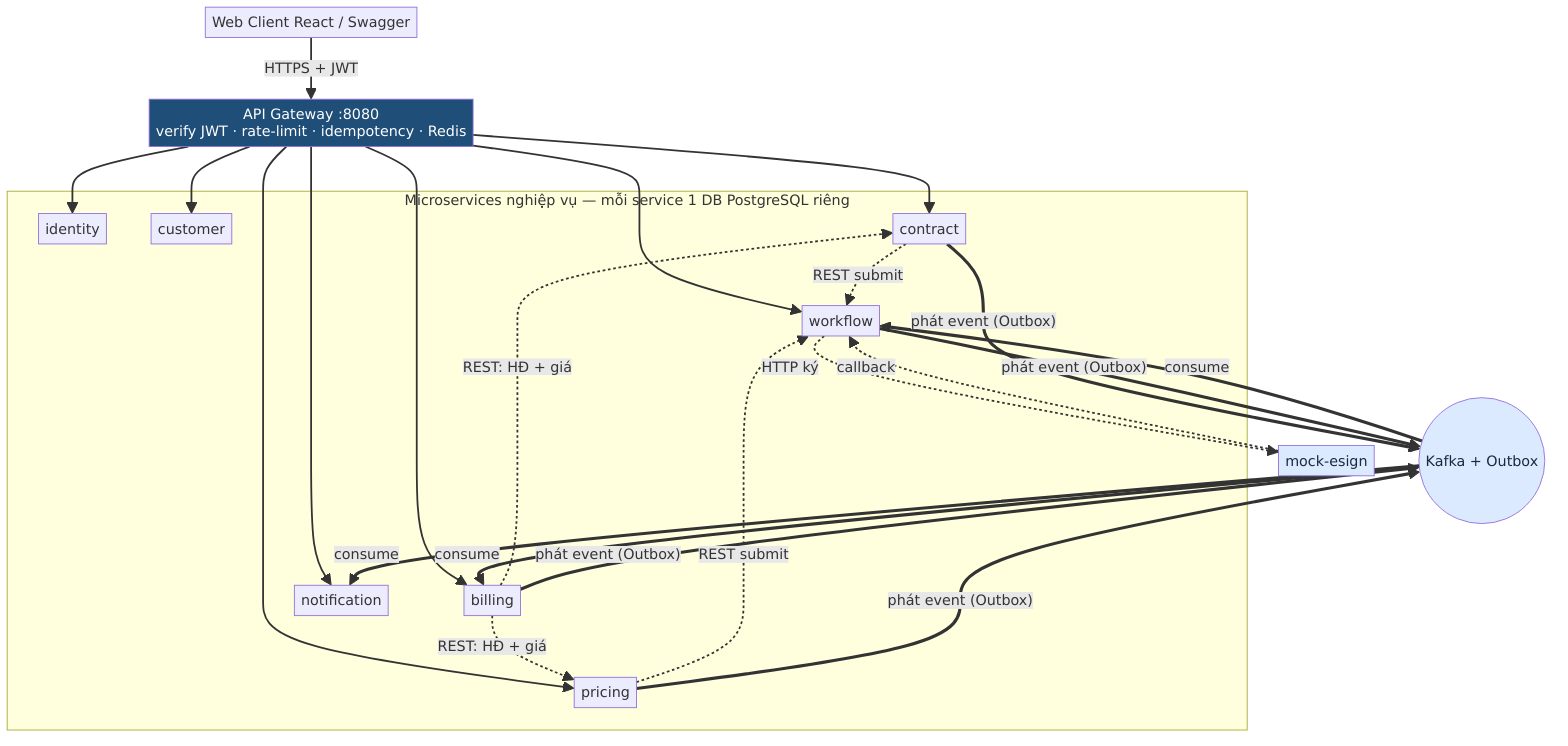 Web Client React / Swagger
HTTPS + JWT
API Gateway :8080
verify JWT · rate-limit · idempotency · Redis
Microservices nghiệp vụ — mỗi service 1 DB PostgreSQL riêng
identity
customer
contract
REST submit
workflow
phát event (Outbox)
REST: HĐ + giá
HTTP ký
callback
phát event (Outbox)
consume
mock-esign
Kafka + Outbox
consume
consume
phát event (Outbox)
REST submit
notification
billing
phát event (Outbox)
REST: HĐ + giá
pricing